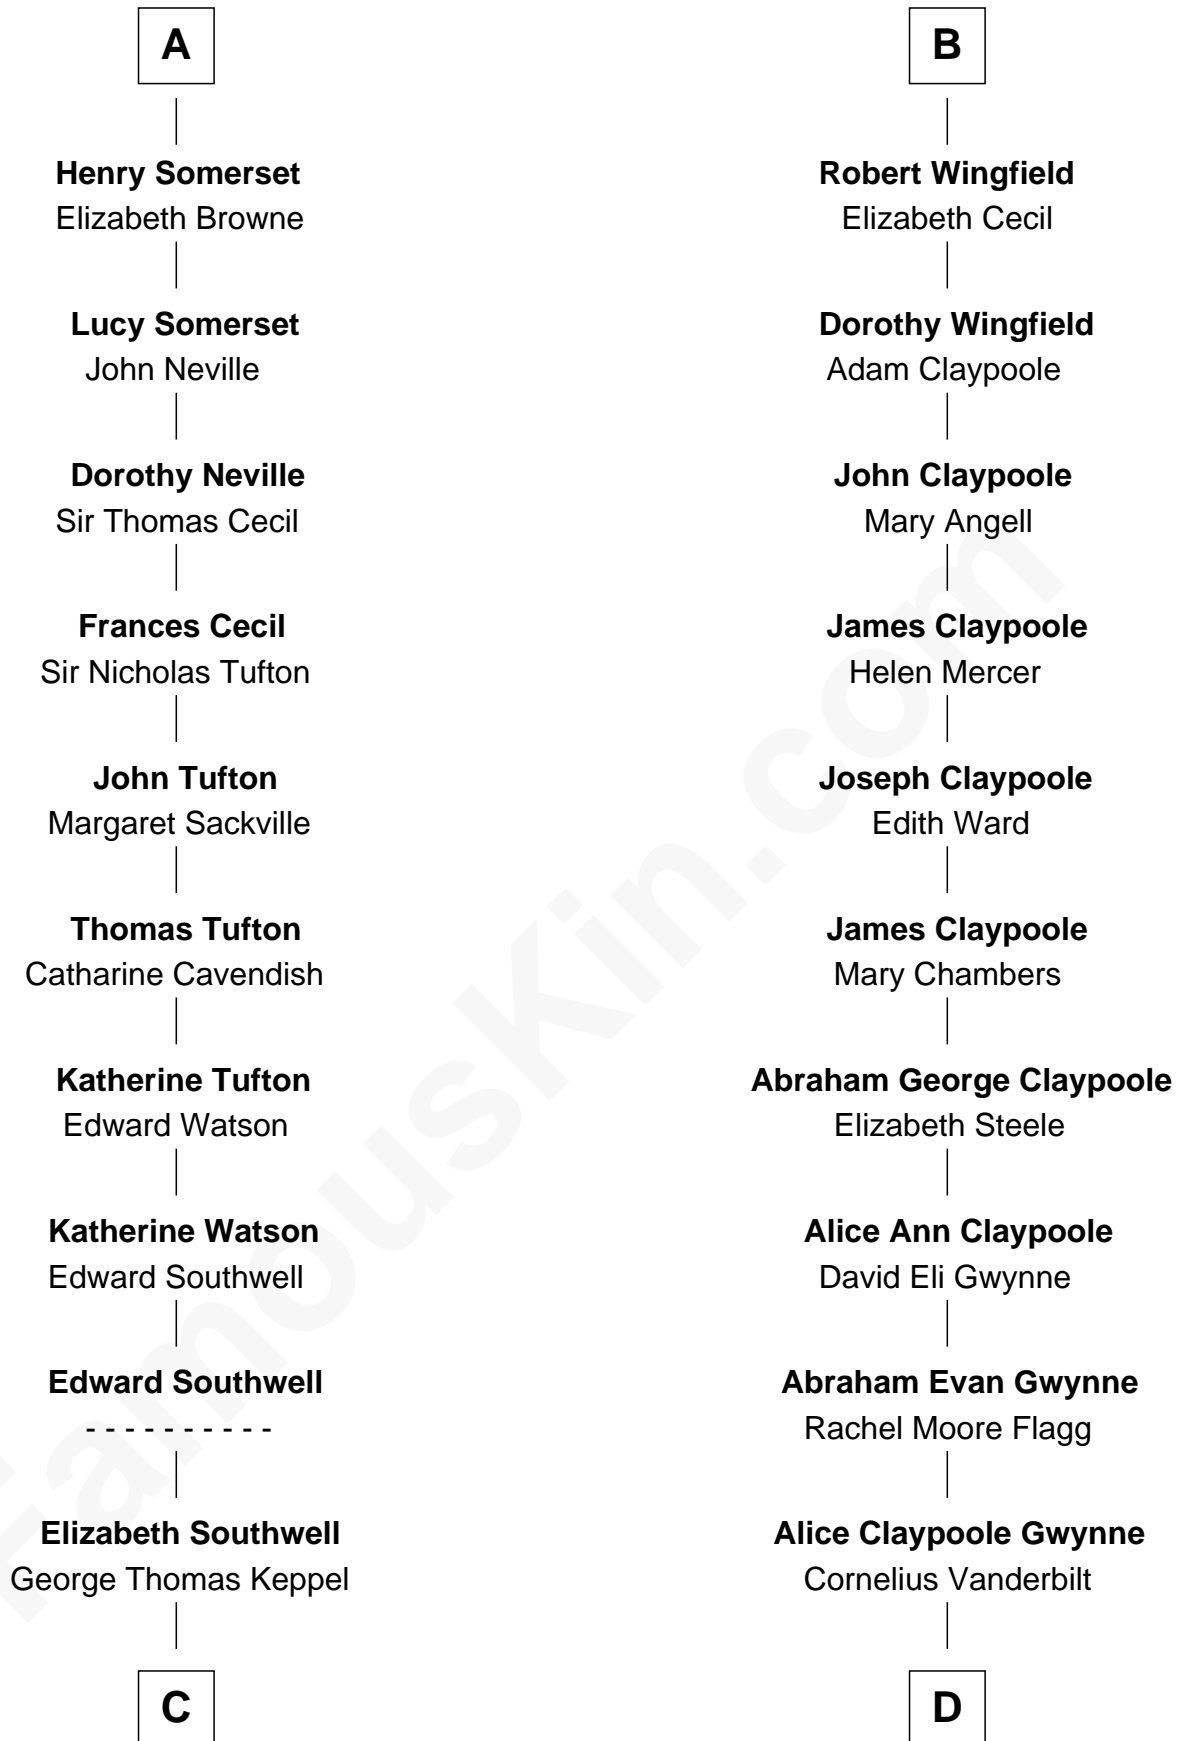 A
Henry Somerset
Elizabeth Browne
Lucy Somerset
John Neville
Dorothy Neville
Sir Thomas Cecil
Frances Cecil
Sir Nicholas Tufton
John Tufton
Margaret Sackville
Thomas Tufton
Catharine Cavendish
Katherine Tufton
Edward Watson
Katherine Watson
Edward Southwell
Edward Southwell
- - - - - - - - - -
Elizabeth Southwell
George Thomas Keppel
C
B
Robert Wingfield
Elizabeth Cecil
Dorothy Wingfield
Adam Claypoole
John Claypoole
Mary Angell
James Claypoole
Helen Mercer
Joseph Claypoole
Edith Ward
James Claypoole
Mary Chambers
Abraham George Claypoole
Elizabeth Steele
Alice Ann Claypoole
David Eli Gwynne
Abraham Evan Gwynne
Rachel Moore Flagg
Alice Claypoole Gwynne
Cornelius Vanderbilt
D
FamousKin.com